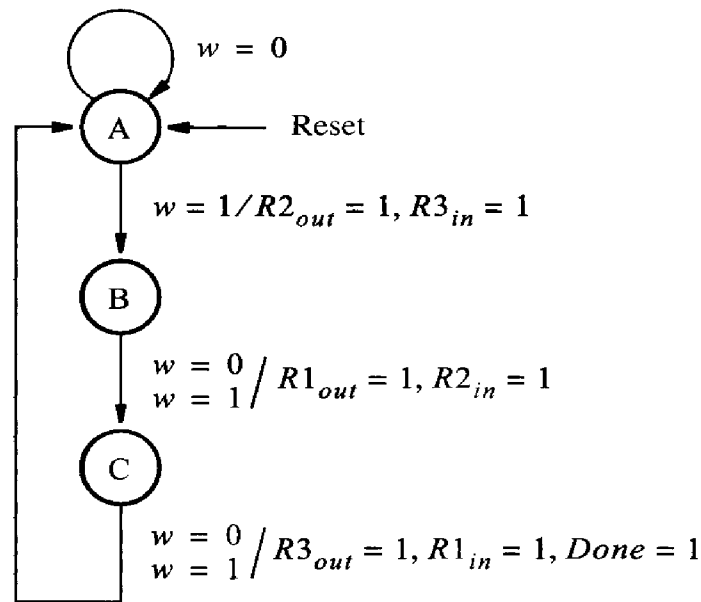 w = 0
A
Reset
w = 1/R2out = 1, R3in = 1
B
w = 0
w = 1 / R1out = 1, R2in = 1
C
w = 0
w = 1 / R3out = 1, R1in = 1, Done = 1